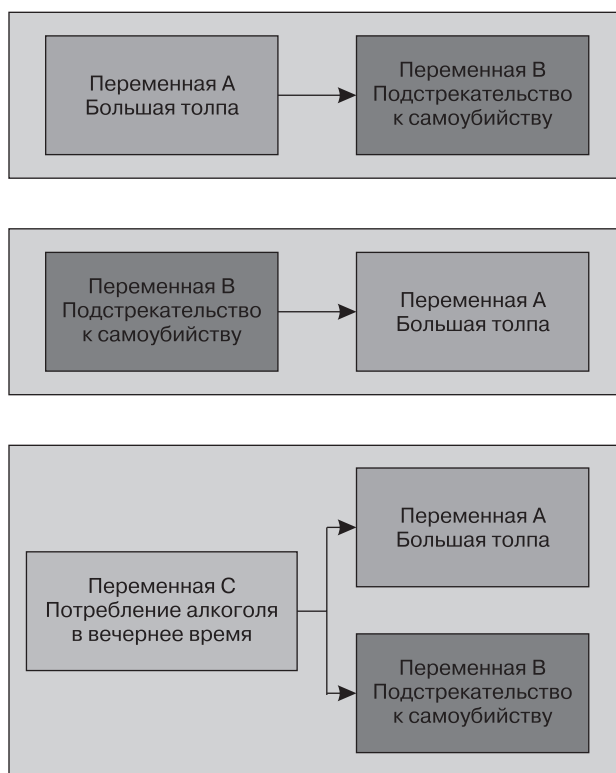 Переменная A
Большая толпа
Переменная B
Подстрекательство
к самоубийству
Переменная B
Подстрекательство
к самоубийству
Переменная A
Большая толпа
Переменная C
Потребление алкоголя
в вечернее время
Переменная A
Большая толпа
Переменная B
Подстрекательство
к самоубийству